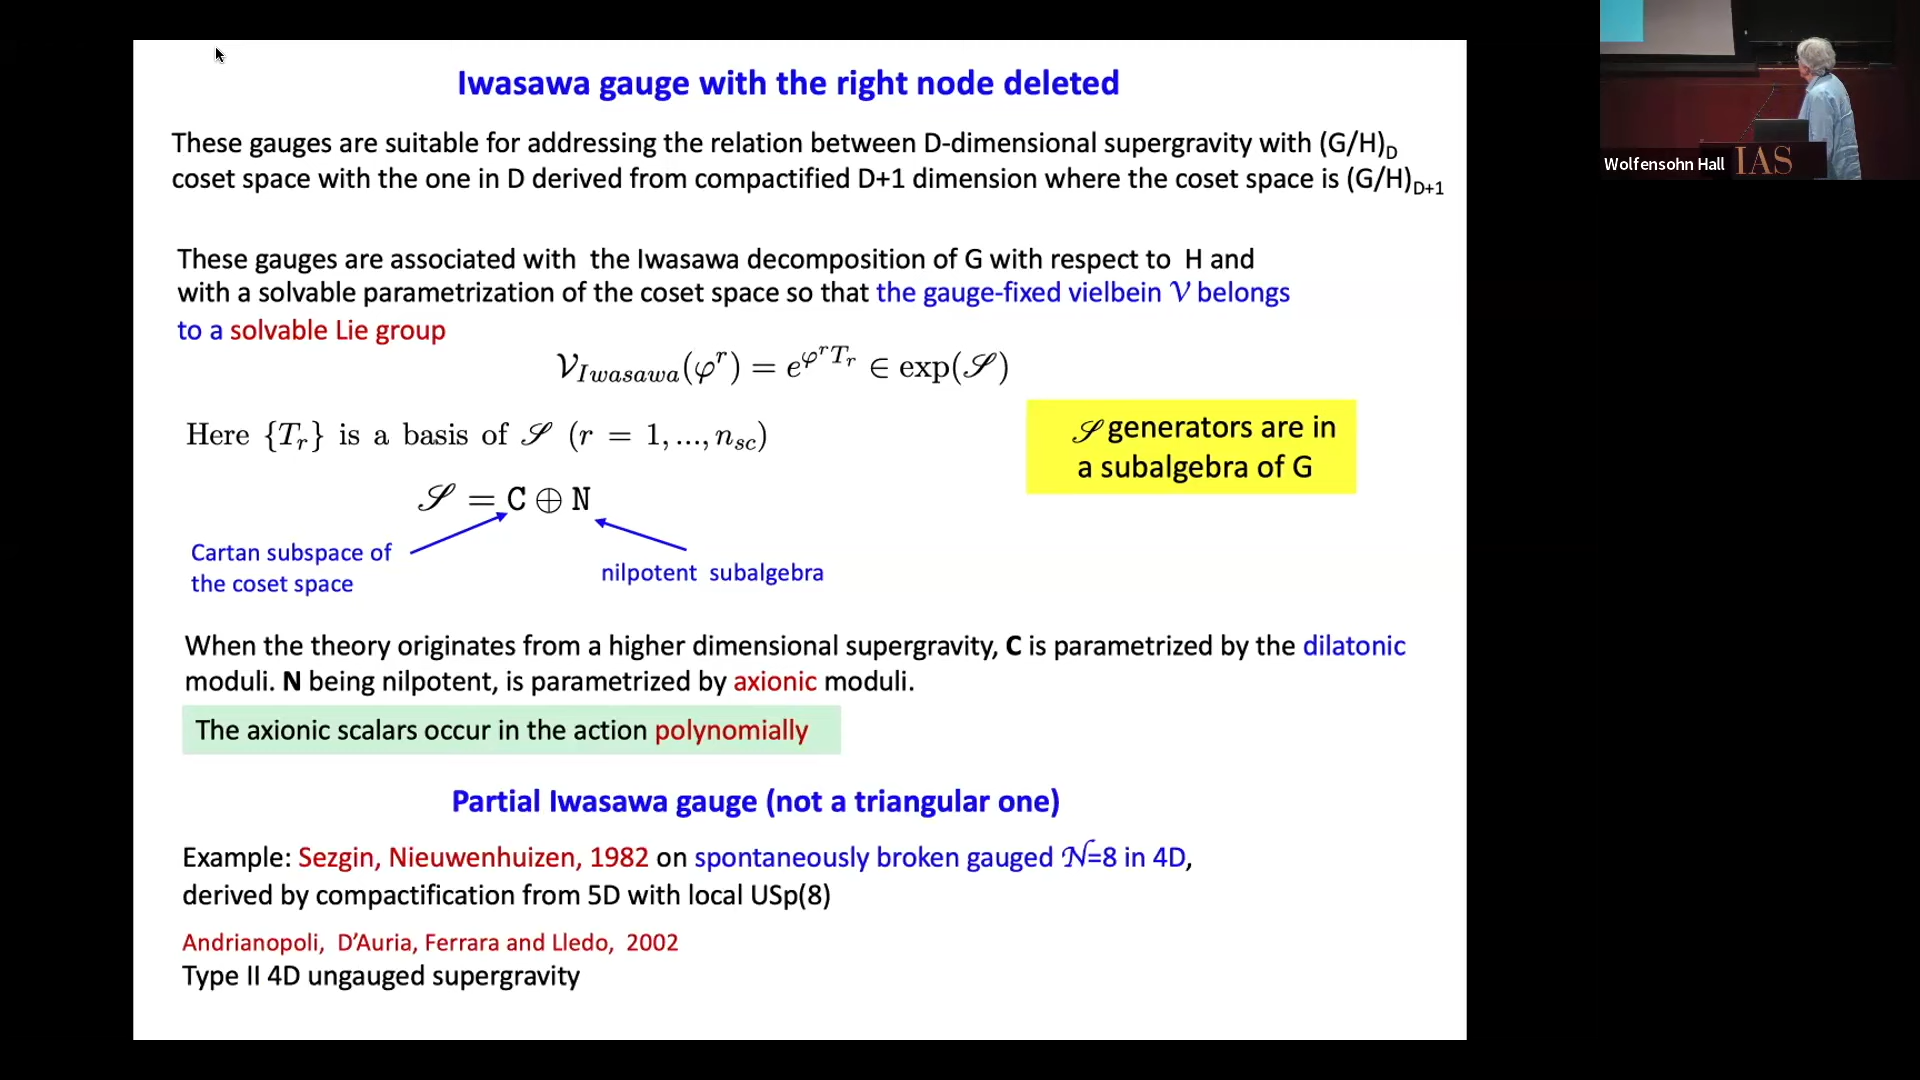 Iwasawa gauge with the right node deleted
These gauges are suitable for addressing the relation between D-dimensional supergravity with (G/H)_D
coset space with the one in D derived from compactified D+1 dimension where the coset space is (G/H)_{D+1}
These gauges are associated with the Iwasawa decomposition of G with respect to H and
with a solvable parametrization of the coset space so that the gauge-fixed vielbein 𝒱 belongs
to a solvable Lie group
𝒱_{Iwasawa}(φ^r) = e^{φ^r T_r} ∈ exp(𝒮)
Here {T_r} is a basis of 𝒮 (r = 1, ..., n_{sc})
𝒮 generators are in
a subalgebra of G
𝒮 = C ⊕ N
Cartan subspace of
the coset space
nilpotent subalgebra
When the theory originates from a higher dimensional supergravity, C is parametrized by the dilatonic
moduli. N being nilpotent, is parametrized by axionic moduli.
The axionic scalars occur in the action polynomially
Partial Iwasawa gauge (not a triangular one)
Example: Sezgin, Nieuwenhuizen, 1982 on spontaneously broken gauged 𝒩=8 in 4D,
derived by compactification from 5D with local USp(8)
Andrianopoli, D’Auria, Ferrara and Lledo, 2002
Type II 4D ungauged supergravity
Wolfensohn Hall
IAS